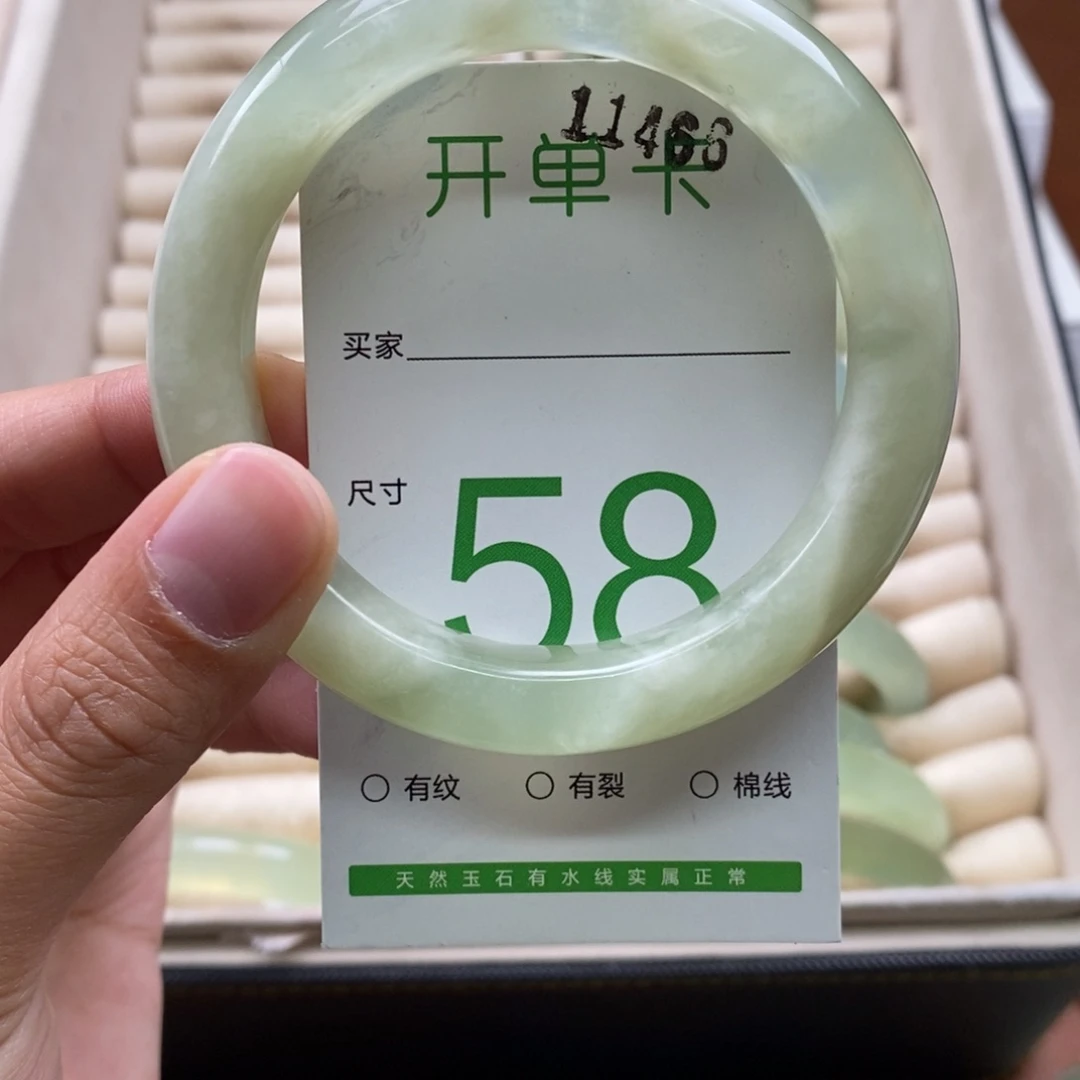 11466
开单卡
买家
尺寸 58
有纹 有裂 棉线
天然玉石有水线实属正常